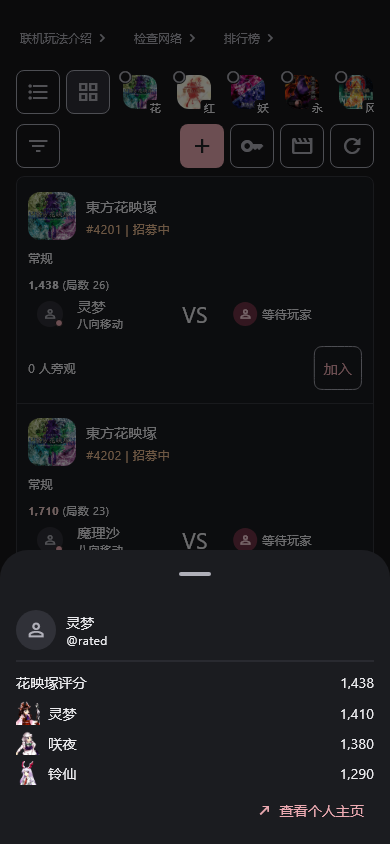 联机玩法介绍 检查网络 排行榜
花 红 妖 永 风
東方花映塚
#4201 | 招募中
常规
1,438 (局数 26)
灵梦
八向移动
VS
等待玩家
0 人旁观
加入
東方花映塚
#4202 | 招募中
常规
1,710 (局数 23)
魔理沙
八向移动
VS
等待玩家
灵梦
@rated
花映塚评分 1,438
灵梦 1,410
咲夜 1,380
铃仙 1,290
查看个人主页